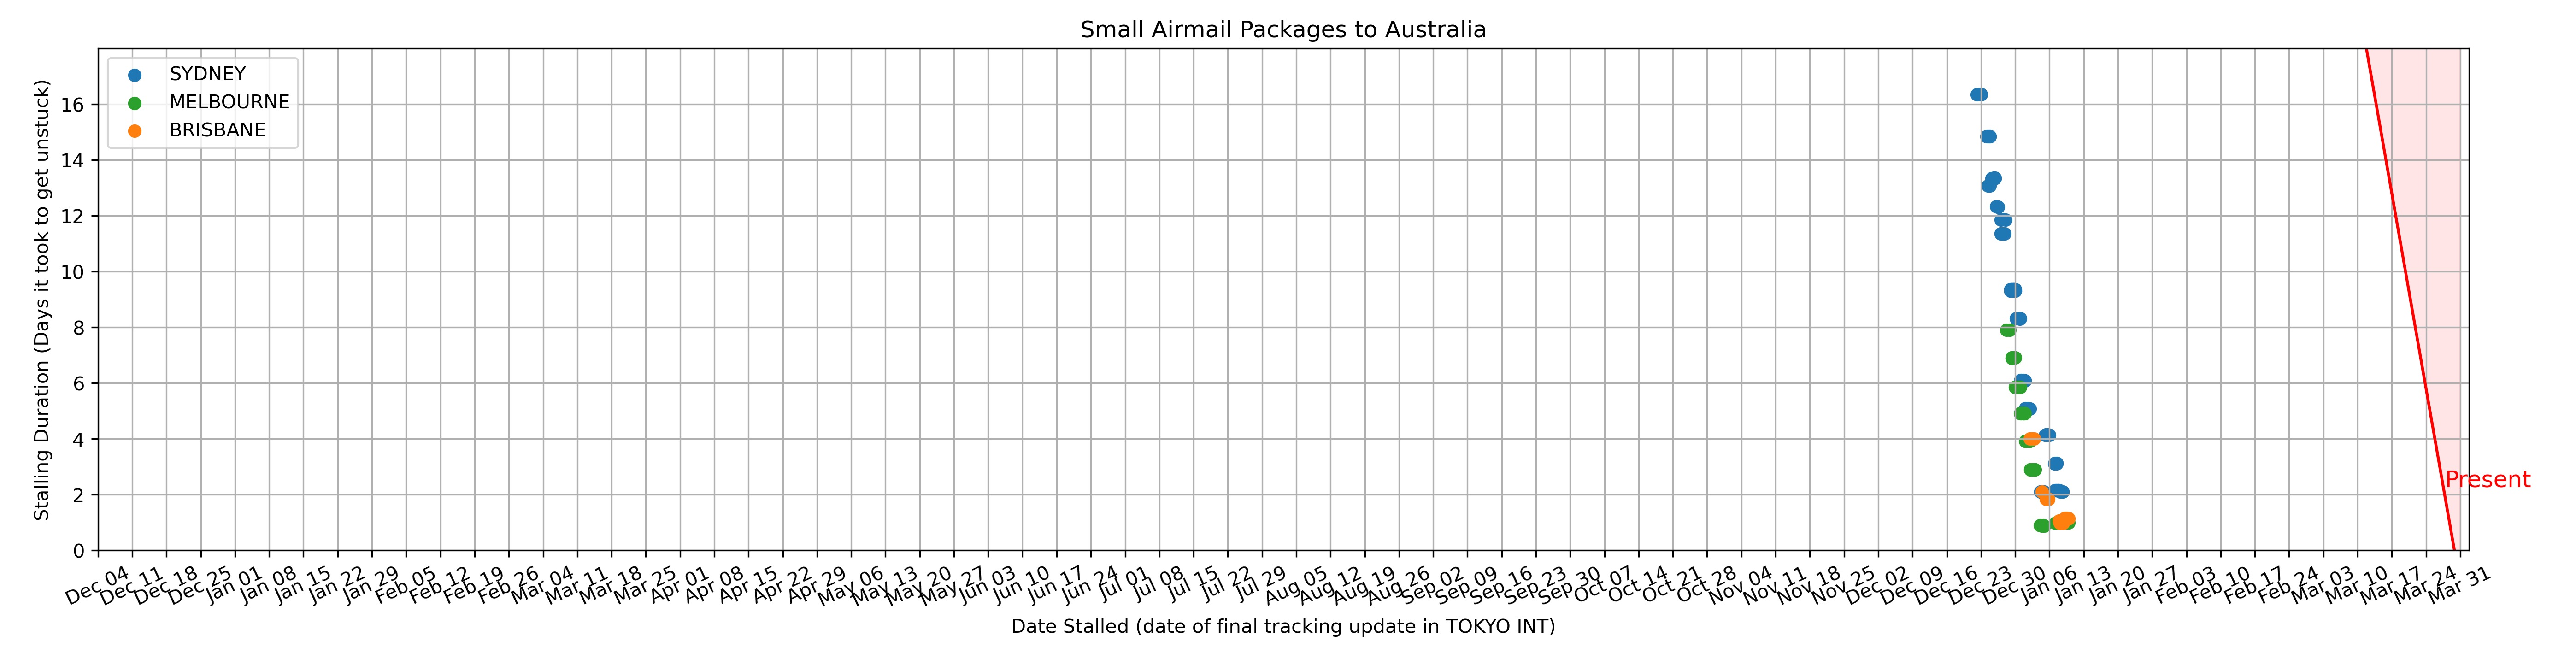 Small Airmail Packages to Australia
SYDNEY
MELBOURNE
BRISBANE
Stalling Duration (Days it took to get unstuck)
16
14
12
10
8
6
4
2
0
Present
Dec 04 Dec 11 Dec 18 Dec 25 Jan 01 Jan 08 Jan 15 Jan 22 Jan 29 Feb 05 Feb 12 Feb 19 Feb 26 Mar 04 Mar 11 Mar 18 Mar 25 Apr 01 Apr 08 Apr 15 Apr 22 Apr 29 May 06 May 13 May 20 May 27 Jun 03 Jun 10 Jun 17 Jun 24 Jul 01 Jul 08 Jul 15 Jul 22 Jul 29 Aug 05 Aug 12 Aug 19 Aug 26 Sep 02 Sep 09 Sep 16 Sep 23 Sep 30 Oct 07 Oct 14 Oct 21 Oct 28 Nov 04 Nov 11 Nov 18 Nov 25 Dec 02 Dec 09 Dec 16 Dec 23 Dec 30 Jan 06 Jan 13 Jan 20 Jan 27 Feb 03 Feb 10 Feb 17 Feb 24 Mar 03 Mar 10 Mar 17 Mar 24 Mar 31
Date Stalled (date of final tracking update in TOKYO INT)